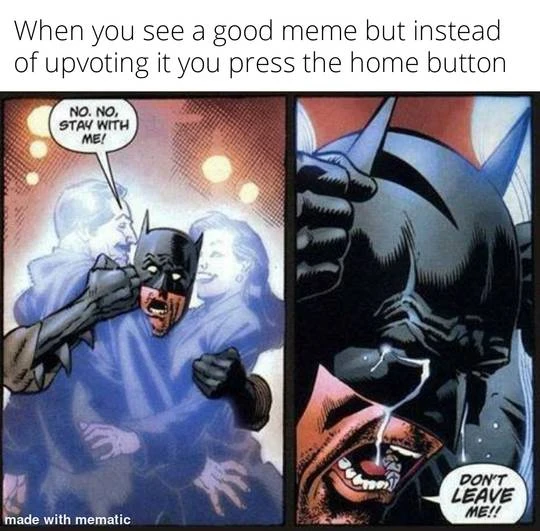 When you see a good meme but instead
of upvoting it you press the home button
NO. NO,
STAY WITH
ME!
DON'T
LEAVE
ME!!
made with mematic